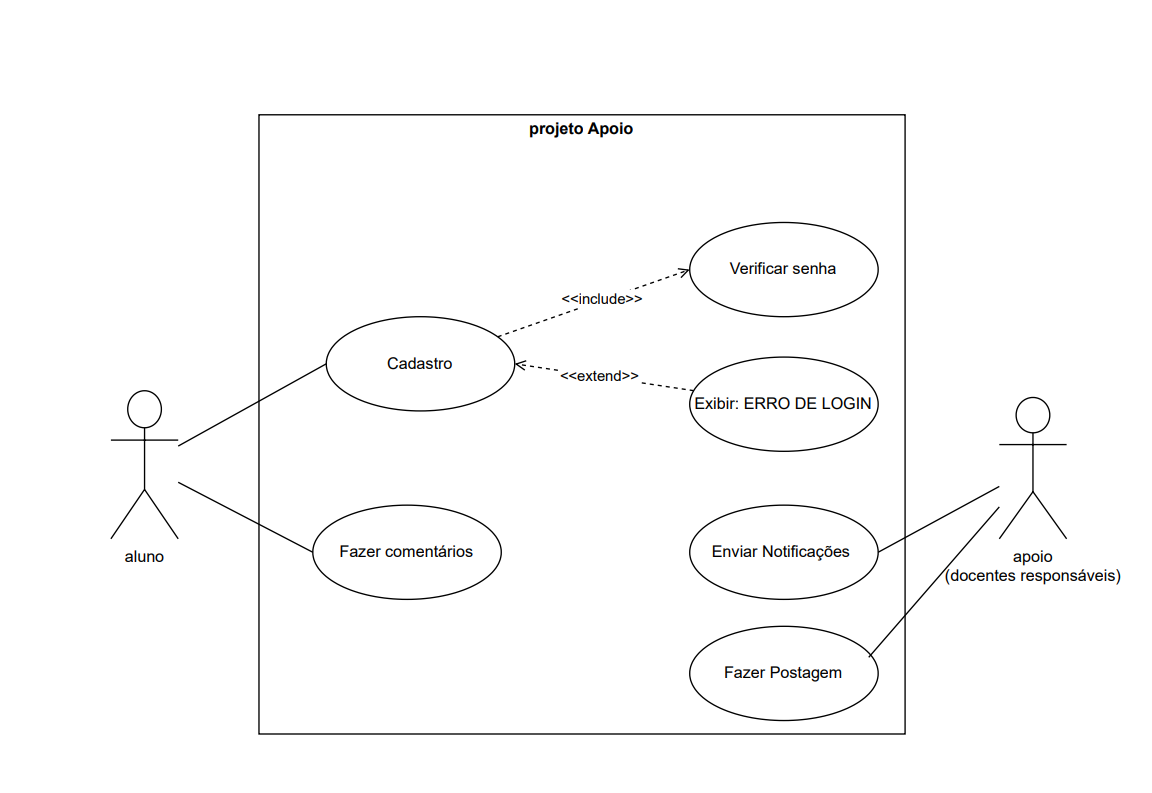 projeto Apoio
Verificar senha
<<include>>
Cadastro
<<extend>>
Exibir: ERRO DE LOGIN
aluno
Fazer comentários
Enviar Notificações
apoio
(docentes responsáveis)
Fazer Postagem